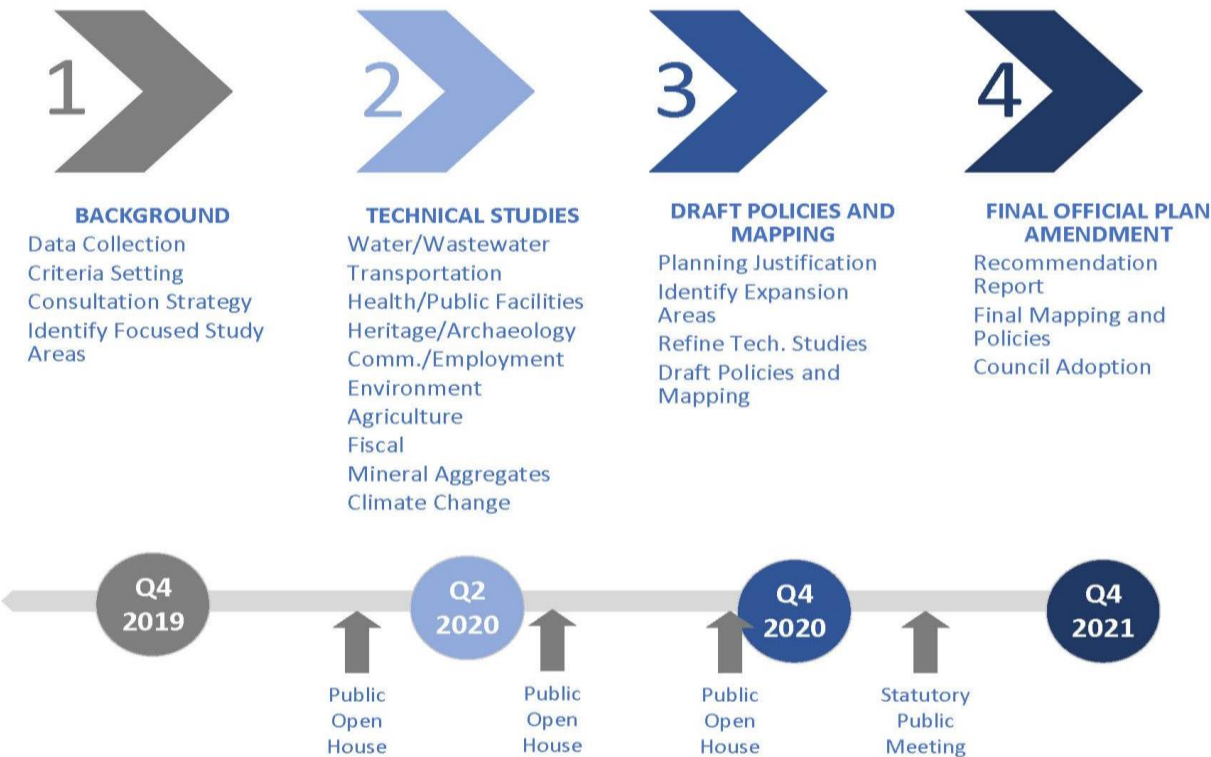 1
BACKGROUND
Data Collection
Criteria Setting
Consultation Strategy
Identify Focused Study
Areas
2
TECHNICAL STUDIES
Water/Wastewater
Transportation
Health/Public Facilities
Heritage/Archaeology
Comm./Employment
Environment
Agriculture
Fiscal
Mineral Aggregates
Climate Change
3
DRAFT POLICIES AND
MAPPING
Planning Justification
Identify Expansion
Areas
Refine Tech. Studies
Draft Policies and
Mapping
4
FINAL OFFICIAL PLAN
AMENDMENT
Recommendation
Report
Final Mapping and
Policies
Council Adoption
Q4
2019
Q2
2020
Q4
2020
Q4
2021
Public
Open
House
Public
Open
House
Public
Open
House
Statutory
Public
Meeting